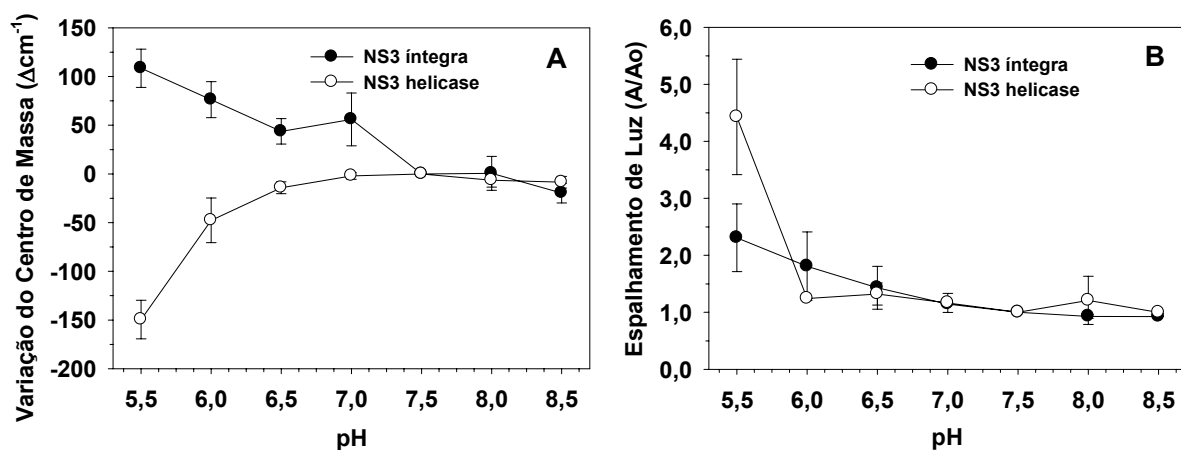 Variação do Centro de Massa (Δcm⁻¹)
150
100
50
0
-50
-100
-150
-200
NS3 íntegra
NS3 helicase
A
5,5 6,0 6,5 7,0 7,5 8,0 8,5
pH
Espalhamento de Luz (A/Ao)
6,0
5,0
4,0
3,0
2,0
1,0
0,0
NS3 íntegra
NS3 helicase
B
5,5 6,0 6,5 7,0 7,5 8,0 8,5
pH